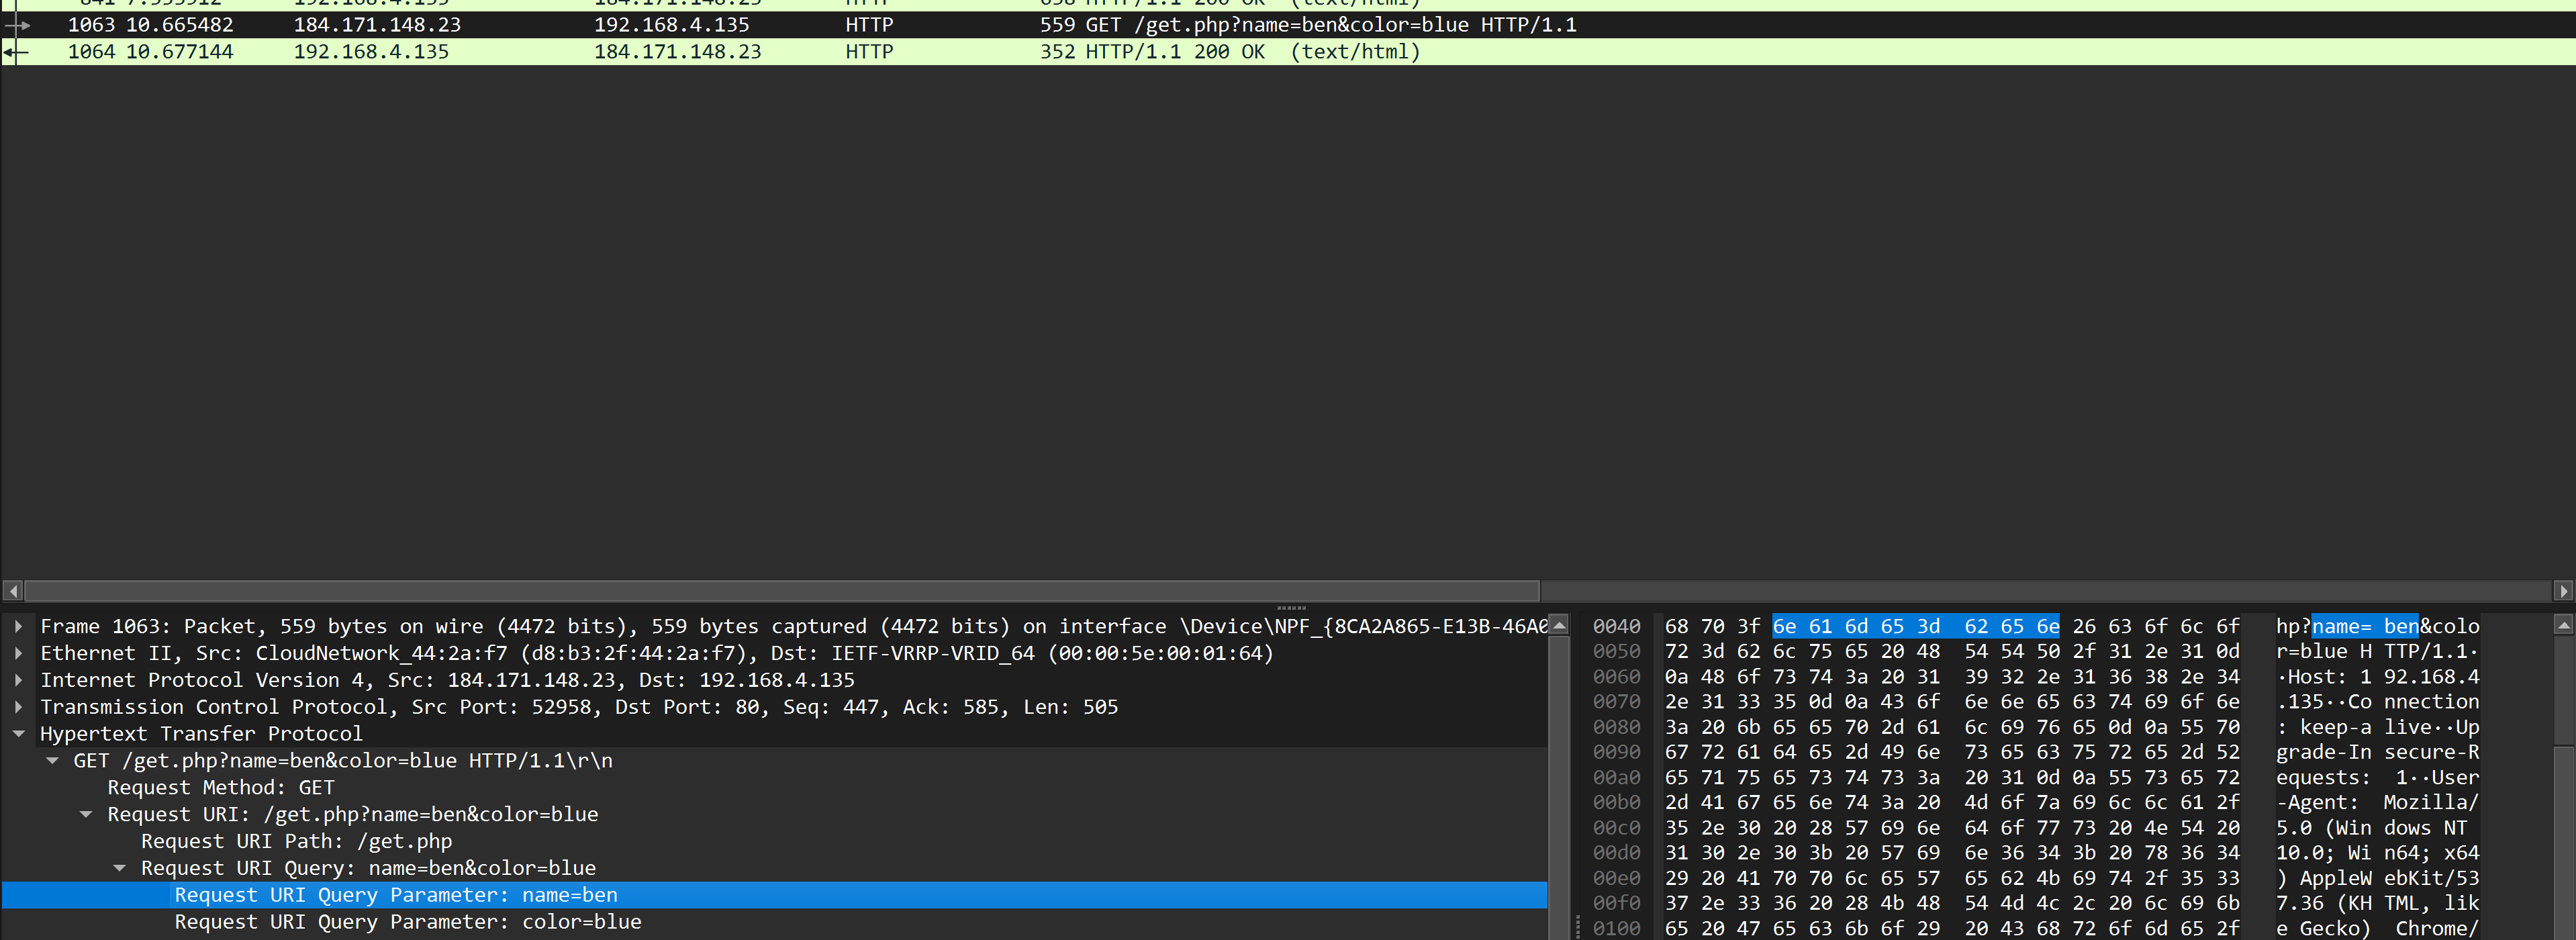 841 7.555912 192.168.4.135 184.171.148.23 HTTP 638 HTTP/1.1 200 OK (text/html)
1063 10.665482 184.171.148.23 192.168.4.135 HTTP 559 GET /get.php?name=ben&color=blue HTTP/1.1
1064 10.677144 192.168.4.135 184.171.148.23 HTTP 352 HTTP/1.1 200 OK (text/html)
Frame 1063: Packet, 559 bytes on wire (4472 bits), 559 bytes captured (4472 bits) on interface \Device\NPF_{8CA2A865-E13B-46A
Ethernet II, Src: CloudNetwork_44:2a:f7 (d8:b3:2f:44:2a:f7), Dst: IETF-VRRP-VRID_64 (00:00:5e:00:01:64)
Internet Protocol Version 4, Src: 184.171.148.23, Dst: 192.168.4.135
Transmission Control Protocol, Src Port: 52958, Dst Port: 80, Seq: 447, Ack: 585, Len: 505
Hypertext Transfer Protocol
GET /get.php?name=ben&color=blue HTTP/1.1\r\n
Request Method: GET
Request URI: /get.php?name=ben&color=blue
Request URI Path: /get.php
Request URI Query: name=ben&color=blue
Request URI Query Parameter: name=ben
Request URI Query Parameter: color=blue
0040 68 70 3f 6e 61 6d 65 3d 62 65 6e 26 63 6f 6c 6f hp?name= ben&colo
0050 72 3d 62 6c 75 65 20 48 54 54 50 2f 31 2e 31 0d r=blue H TTP/1.1·
0060 0a 48 6f 73 74 3a 20 31 39 32 2e 31 36 38 2e 34 ·Host: 1 92.168.4
0070 2e 31 33 35 0d 0a 43 6f 6e 6e 65 63 74 69 6f 6e .135··Co nnection
0080 3a 20 6b 65 65 70 2d 61 6c 69 76 65 0d 0a 55 70 : keep-a live··Up
0090 67 72 61 64 65 2d 49 6e 73 65 63 75 72 65 2d 52 grade-In secure-R
00a0 65 71 75 65 73 74 73 3a 20 31 0d 0a 55 73 65 72 equests: 1··User
00b0 2d 41 67 65 6e 74 3a 20 4d 6f 7a 69 6c 6c 61 2f -Agent: Mozilla/
00c0 35 2e 30 20 28 57 69 6e 64 6f 77 73 20 4e 54 20 5.0 (Win dows NT
00d0 31 30 2e 30 3b 20 57 69 6e 36 34 3b 20 78 36 34 10.0; Wi n64; x64
00e0 29 20 41 70 70 6c 65 57 65 62 4b 69 74 2f 35 33 ) AppleW ebKit/53
00f0 37 2e 33 36 20 28 4b 48 54 4d 4c 2c 20 6c 69 6b 7.36 (KH TML, lik
0100 65 20 47 65 63 6b 6f 29 20 43 68 72 6f 6d 65 2f e Gecko) Chrome/